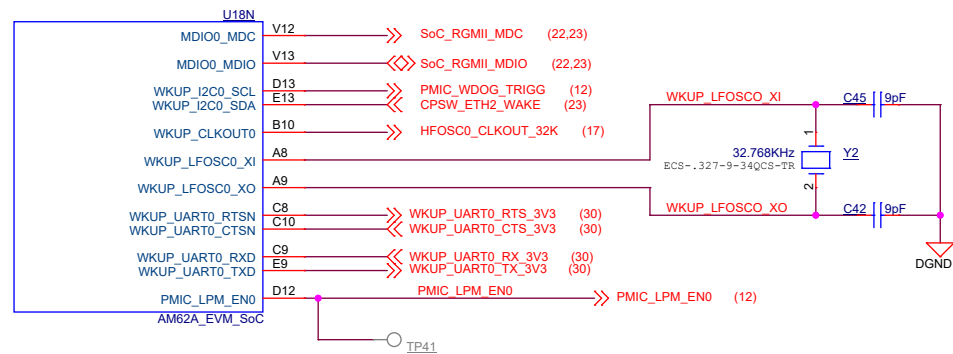 U18N
MDIO0_MDC V12 SoC_RGMII_MDC (22,23)
MDIO0_MDIO V13 SoC_RGMII_MDIO (22,23)
WKUP_I2C0_SCL D13 PMIC_WDOG_TRIGG (12)
WKUP_I2C0_SDA E13 CPSW_ETH2_WAKE (23)
WKUP_LFOSCO_XI C45 9pF
WKUP_CLKOUT0 B10 HFOSC0_CLKOUT_32K (17)
1
32.768KHz Y2
WKUP_LFOSC0_XI A8
ECS-.327-9-34QCS-TR
WKUP_LFOSC0_XO A9
2
WKUP_LFOSCO_XO C42 9pF
WKUP_UART0_RTSN C8 WKUP_UART0_RTS_3V3 (30)
WKUP_UART0_CTSN C10 WKUP_UART0_CTS_3V3 (30)
WKUP_UART0_RXD C9 WKUP_UART0_RX_3V3 (30)
WKUP_UART0_TXD E9 WKUP_UART0_TX_3V3 (30)
DGND
PMIC_LPM_EN0 D12 PMIC_LPM_EN0 PMIC_LPM_EN0 (12)
AM62A_EVM_SoC
TP41